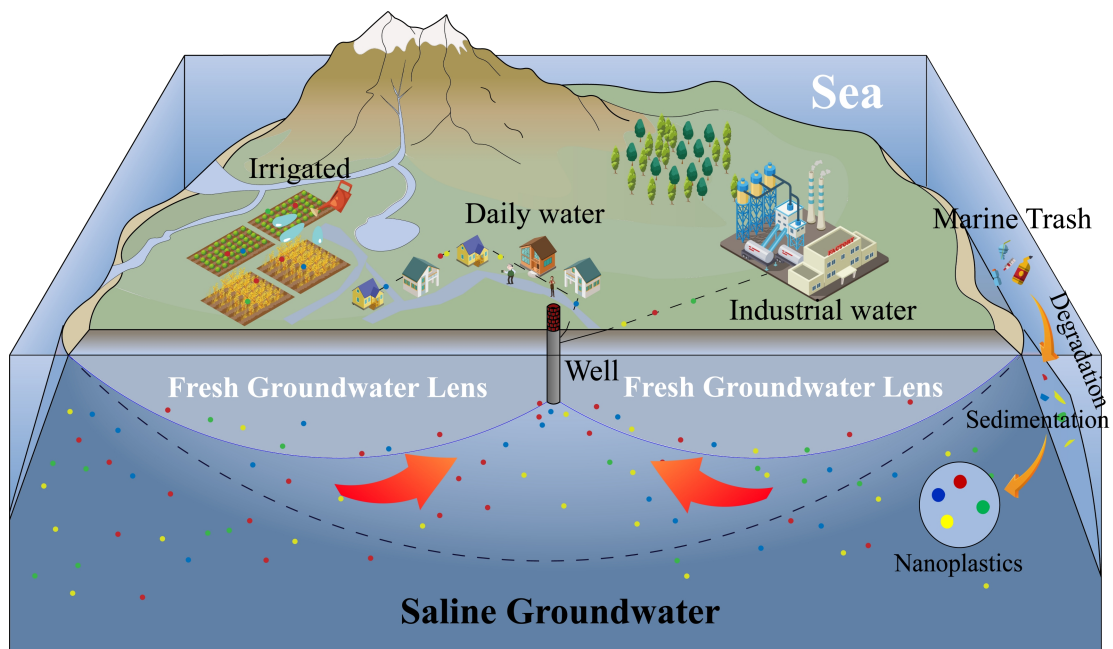 Sea
Irrigated
Daily water
Marine Trash
FACTORY
Industrial water
Degradation
Well
Fresh Groundwater Lens
Fresh Groundwater Lens
Sedimentation
Nanoplastics
Saline Groundwater